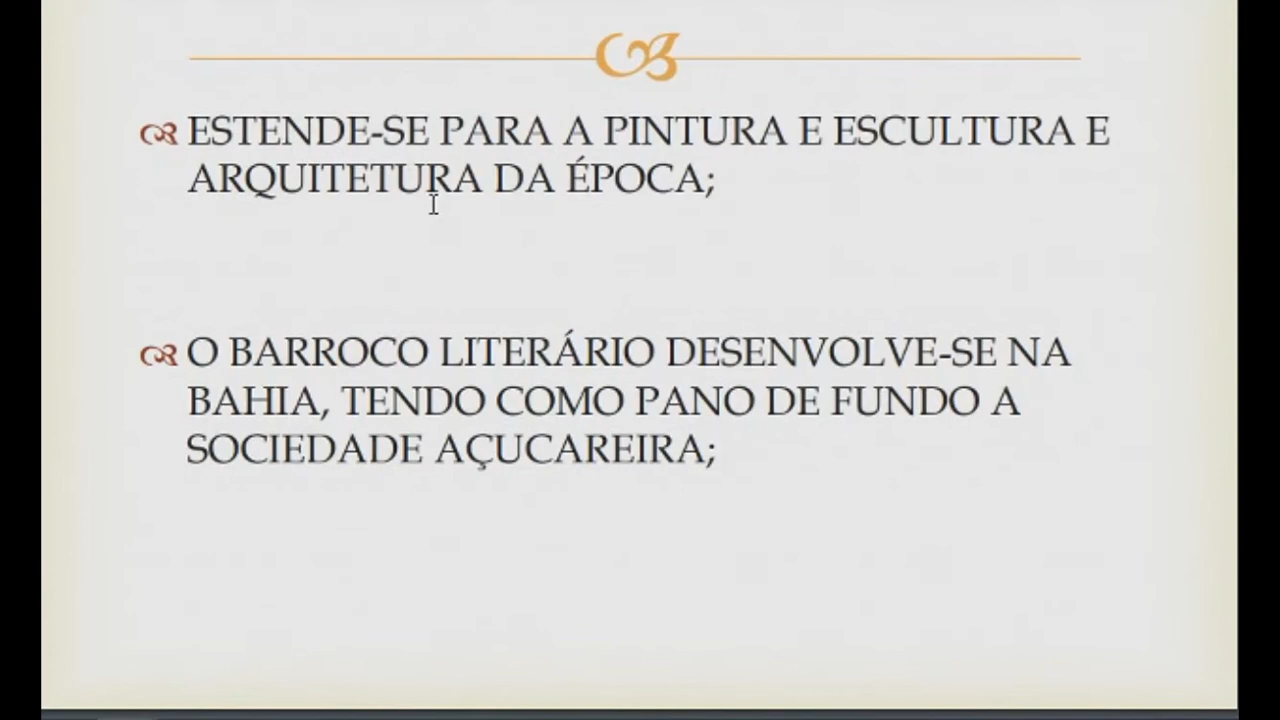 ESTENDE-SE PARA A PINTURA E ESCULTURA E
ARQUITETURA DA ÉPOCA;
O BARROCO LITERÁRIO DESENVOLVE-SE NA
BAHIA, TENDO COMO PANO DE FUNDO A
SOCIEDADE AÇUCAREIRA;